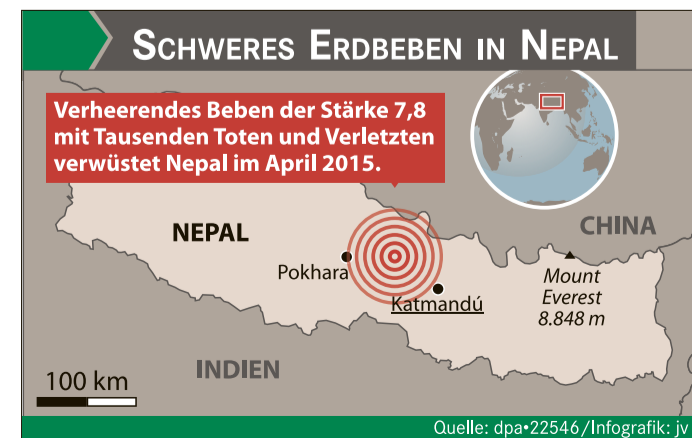 SCHWERES ERDBEBEN IN NEPAL
Verheerendes Beben der Stärke 7,8
mit Tausenden Toten und Verletzten
verwüstet Nepal im April 2015.
CHINA
NEPAL
Pokhara
Katmandú
Mount
Everest
8.848 m
INDIEN
100 km
Quelle: dpa•22546/Infografik: jv